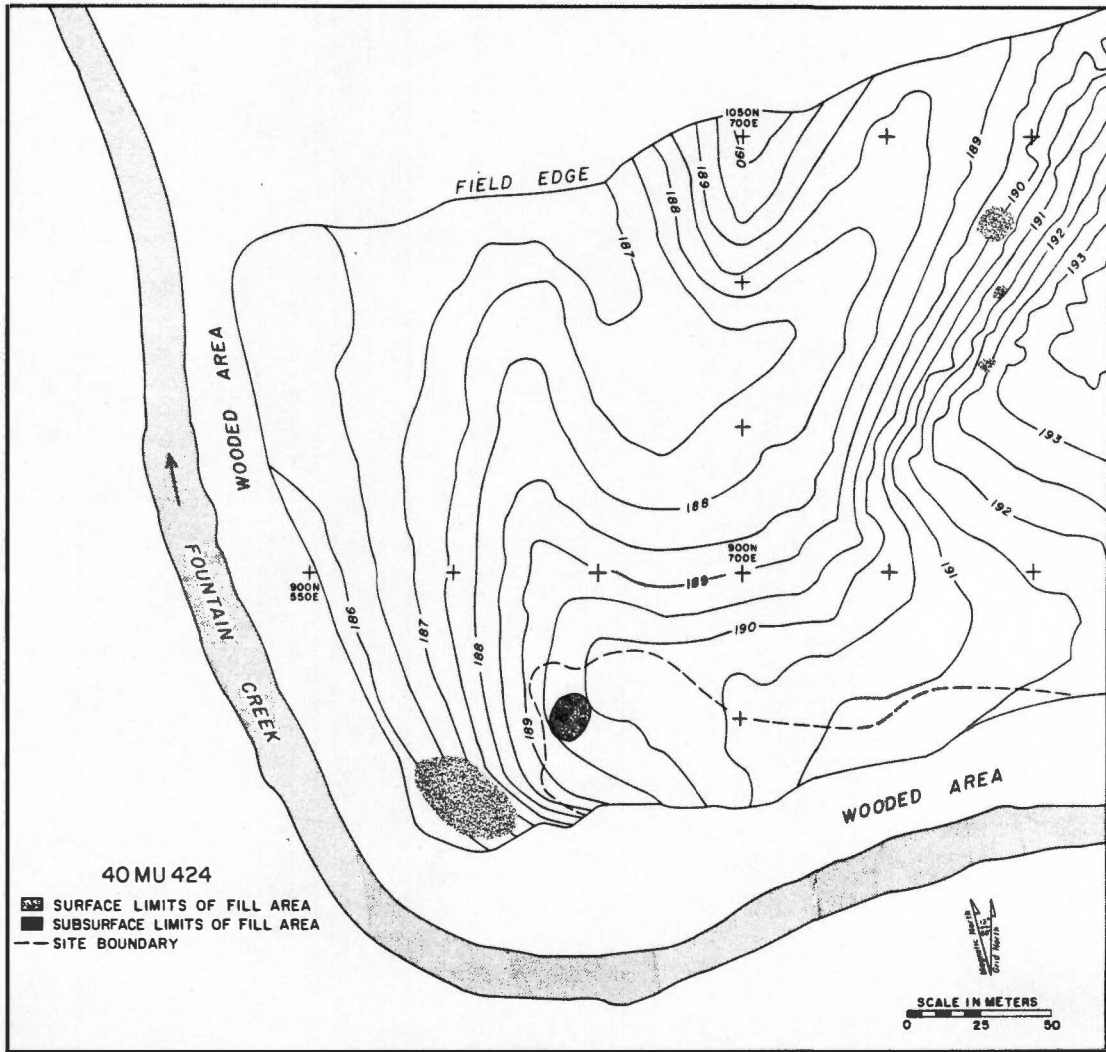 1050N
700E
FIELD EDGE
190
189
188
187
189
190
191
192
193
WOODED AREA
193
188
192
900N
700E
189
900N
550E
191
186
187
190
188
189
FOUNTAIN
CREEK
WOODED AREA
40 MU 424
SURFACE LIMITS OF FILL AREA
SUBSURFACE LIMITS OF FILL AREA
SITE BOUNDARY
Magnetic North
Grid North
SCALE IN METERS
0 25 50